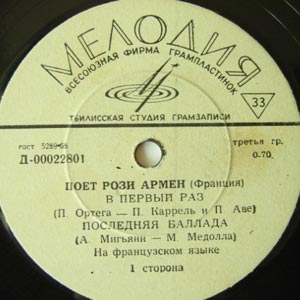 МЕЛОДИЯ
ВСЕСОЮЗНАЯ ФИРМА ГРАМПЛАСТИНОК
33
ТБИЛИССКАЯ СТУДИЯ ГРАМЗАПИСИ
гост 5289-68
третья гр.
Д-00022801
0.70
ПОЕТ РОЗИ АРМЕН (Франция)
В ПЕРВЫЙ РАЗ
(П. Ортега — П. Каррель и П. Аве)
ПОСЛЕДНЯЯ БАЛЛАДА
(А. Мигьяни — М. Медолла)
На французском языке
1 сторона